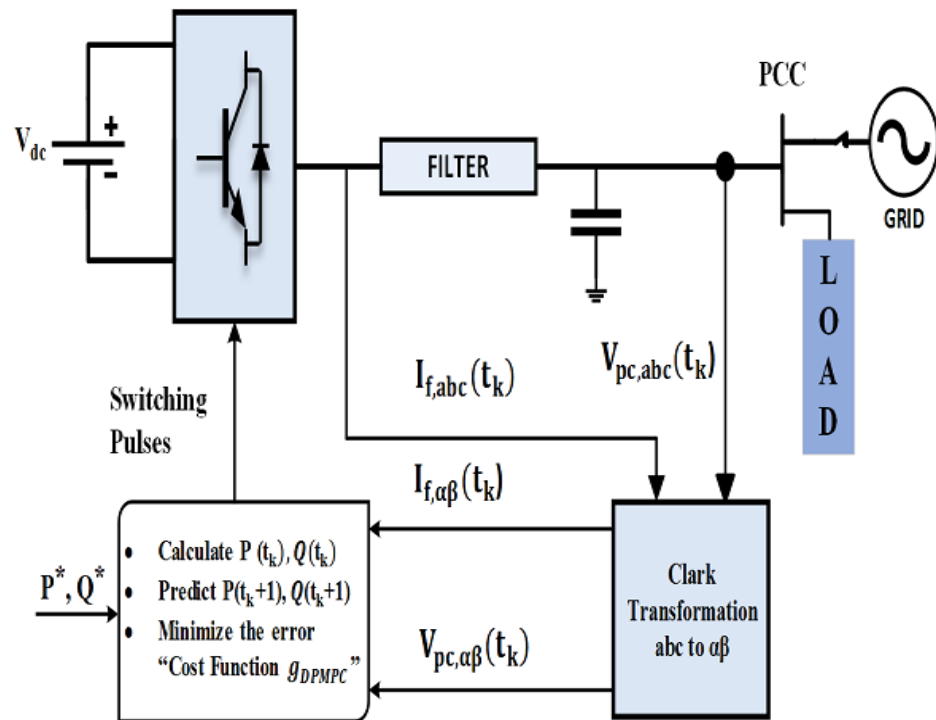 PCC
V_dc
+
-
FILTER
GRID
L
O
A
D
I_f,abc(t_k)
V_pc,abc(t_k)
Switching
Pulses
I_f,αβ(t_k)
P*, Q*
• Calculate P (t_k), Q(t_k)
• Predict P(t_k+1), Q(t_k+1)
• Minimize the error
“Cost Function g_DPMPC”
Clark
Transformation
abc to αβ
V_pc,αβ(t_k)